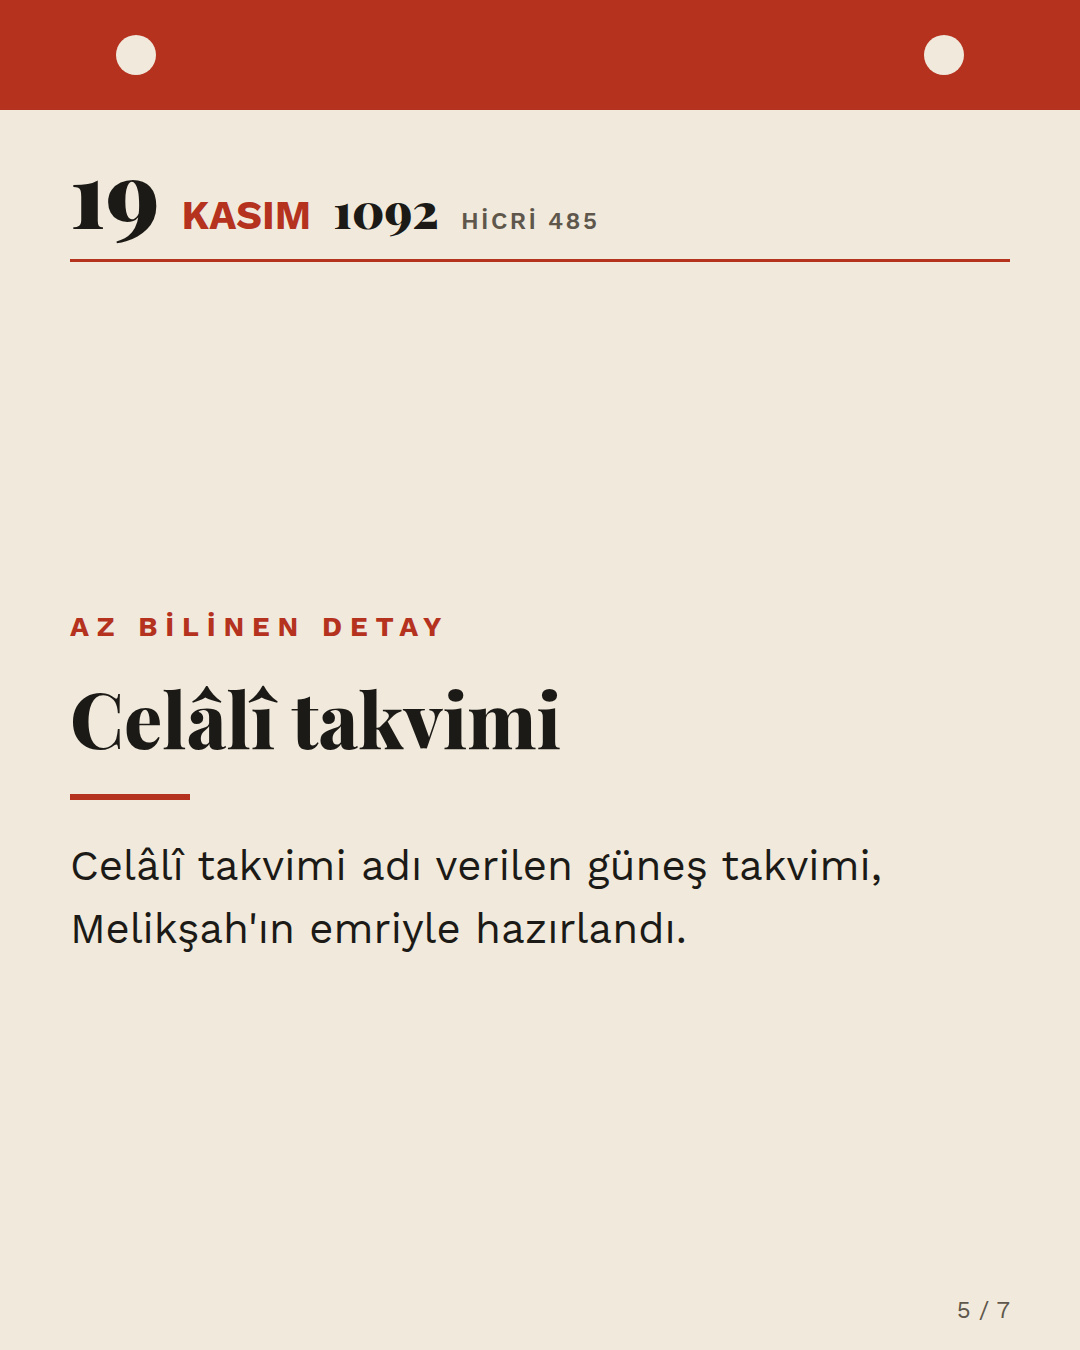 19 KASIM 1092 HİCRİ 485
AZ BİLİNEN DETAY
Celâlî takvimi
Celâlî takvimi adı verilen güneş takvimi,
Melikşah'ın emriyle hazırlandı.
5 / 7